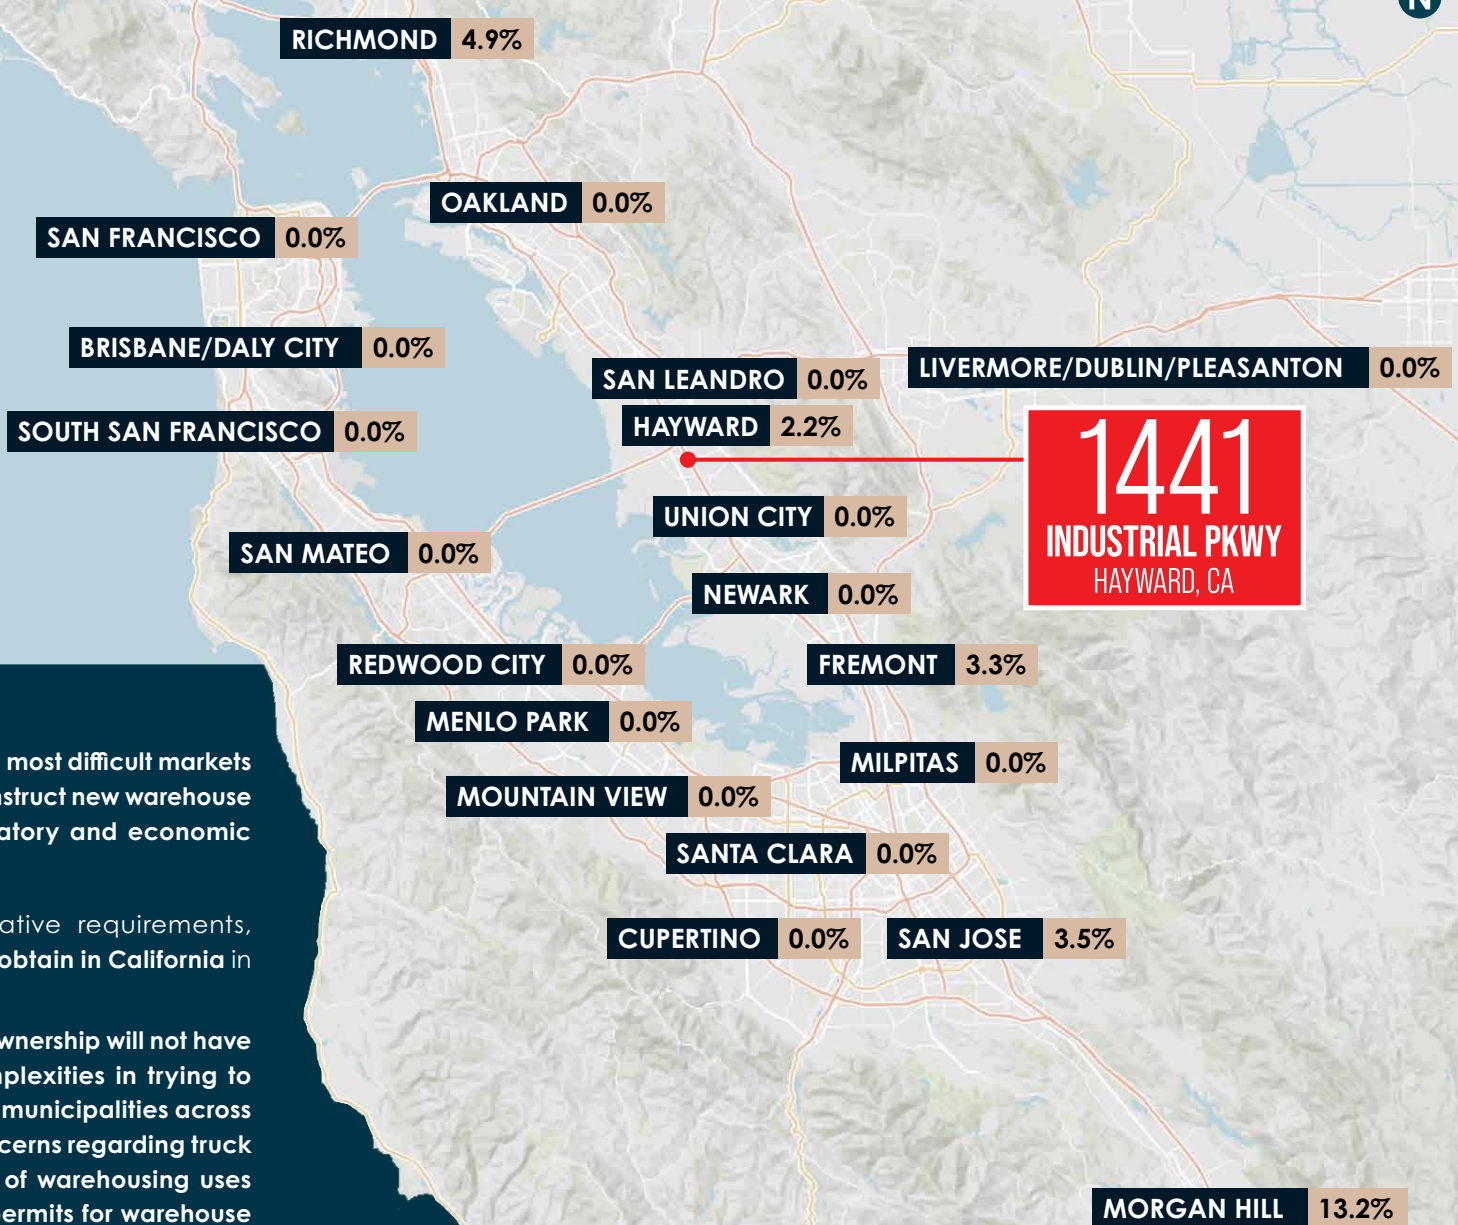 N
RICHMOND 4.9%
OAKLAND 0.0%
SAN FRANCISCO 0.0%
BRISBANE/DALY CITY 0.0%
SAN LEANDRO 0.0%
LIVERMORE/DUBLIN/PLEASANTON 0.0%
HAYWARD 2.2%
SOUTH SAN FRANCISCO 0.0%
1441
INDUSTRIAL PKWY
HAYWARD, CA
UNION CITY 0.0%
SAN MATEO 0.0%
NEWARK 0.0%
REDWOOD CITY 0.0%
FREMONT 3.3%
MENLO PARK 0.0%
MILPITAS 0.0%
MOUNTAIN VIEW 0.0%
SANTA CLARA 0.0%
CUPERTINO 0.0%
SAN JOSE 3.5%
MORGAN HILL 13.2%
most difficult markets
nstruct new warehouse
atory and economic
ative requirements,
obtain in California in
wnership will not have
nplexities in trying to
municipalities across
cerns regarding truck
of warehousing uses
ermits for warehouse